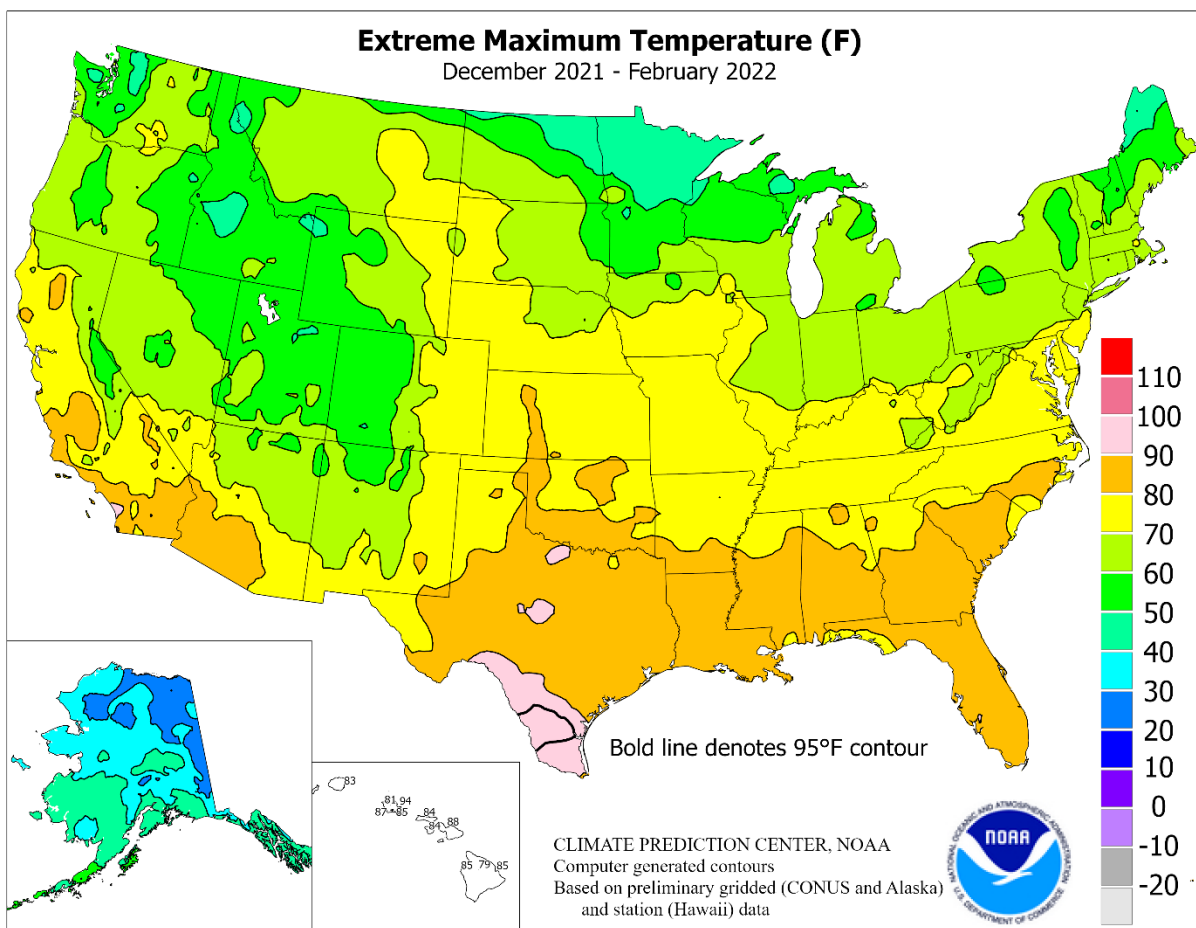 Extreme Maximum Temperature (F)
December 2021 - February 2022
110
100
90
80
70
60
50
40
30
20
10
0
-10
-20
Bold line denotes 95°F contour
83
81
94
87
85
84
84
88
85
79
85
CLIMATE PREDICTION CENTER, NOAA
Computer generated contours
Based on preliminary gridded (CONUS and Alaska)
and station (Hawaii) data
NATIONAL OCEANIC AND ATMOSPHERIC ADMINISTRATION
NOAA
U.S. DEPARTMENT OF COMMERCE